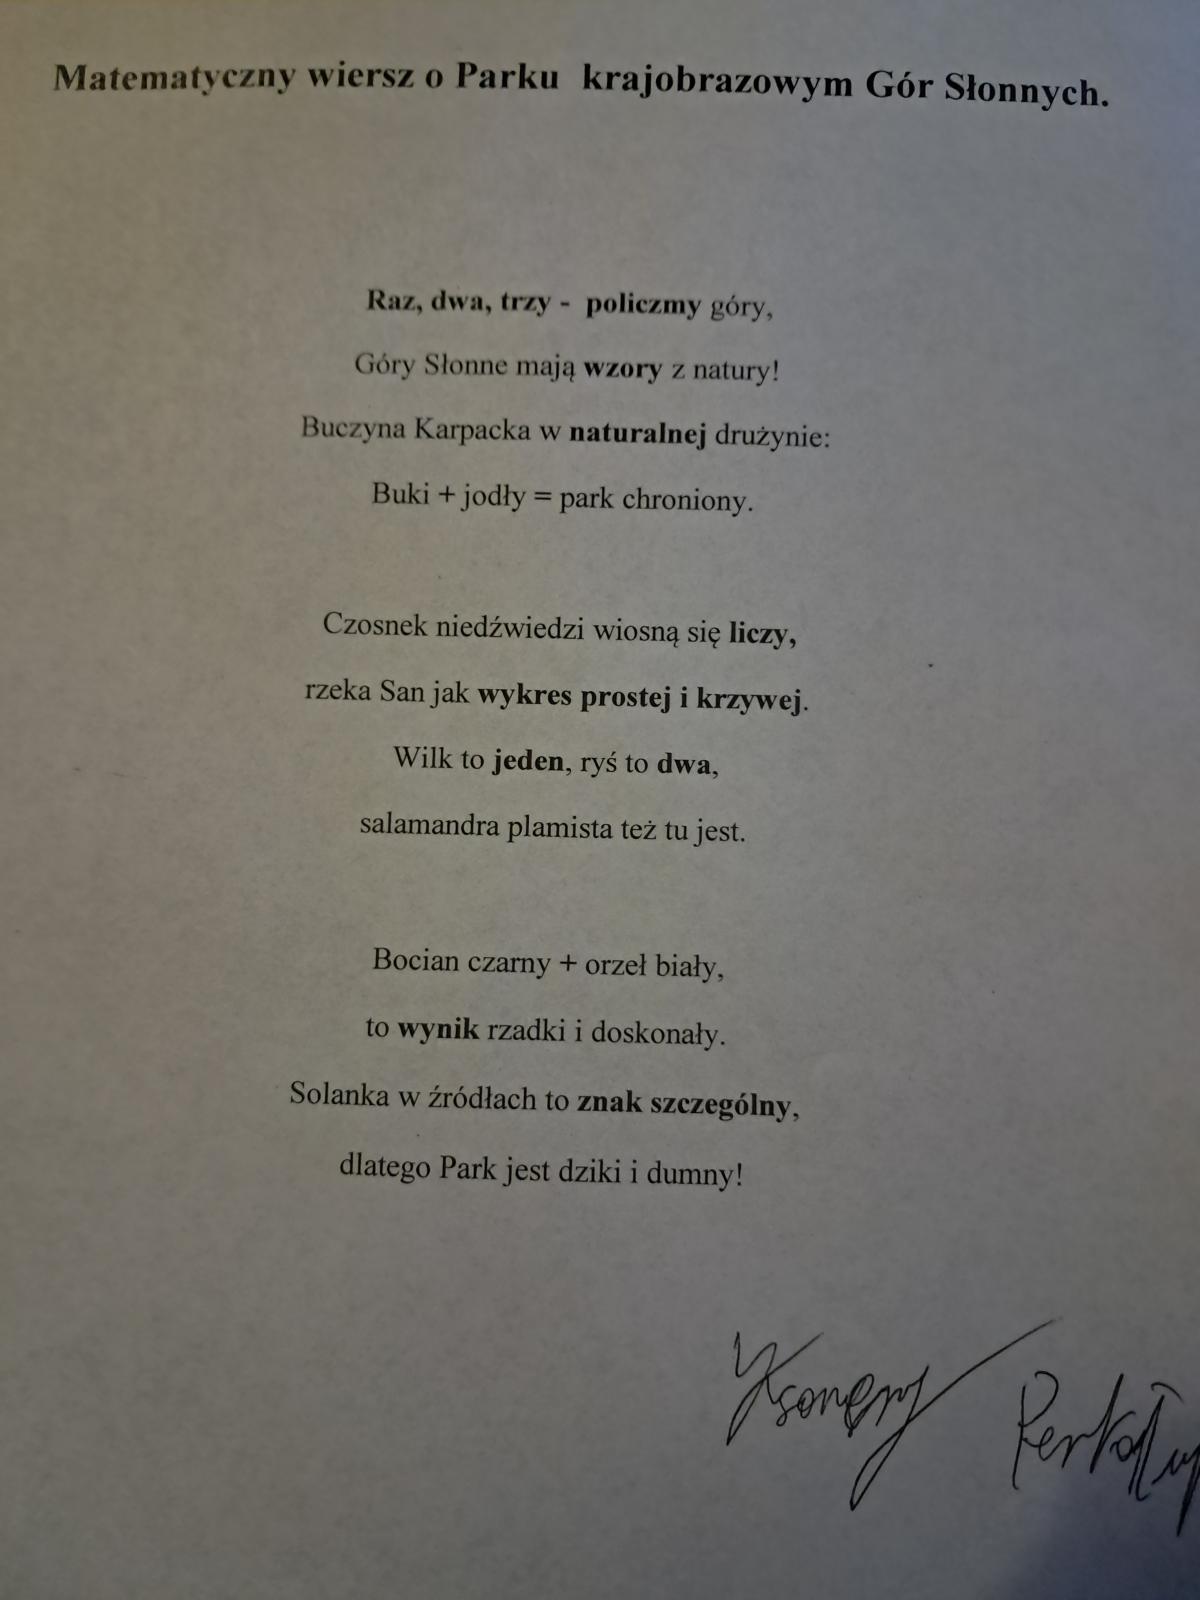 Matematyczny wiersz o Parku krajobrazowym Gór Słonnych.
Raz, dwa, trzy - policzmy góry,
Góry Słonne mają wzory z natury!
Buczyna Karpacka w naturalnej drużynie:
Buki + jodły = park chroniony.
Czosnek niedźwiedzi wiosną się liczy,
rzeka San jak wykres prostej i krzywej.
Wilk to jeden, ryś to dwa,
salamandra plamista też tu jest.
Bocian czarny + orzeł biały,
to wynik rzadki i doskonały.
Solanka w źródłach to znak szczególny,
dlatego Park jest dziki i dumny!